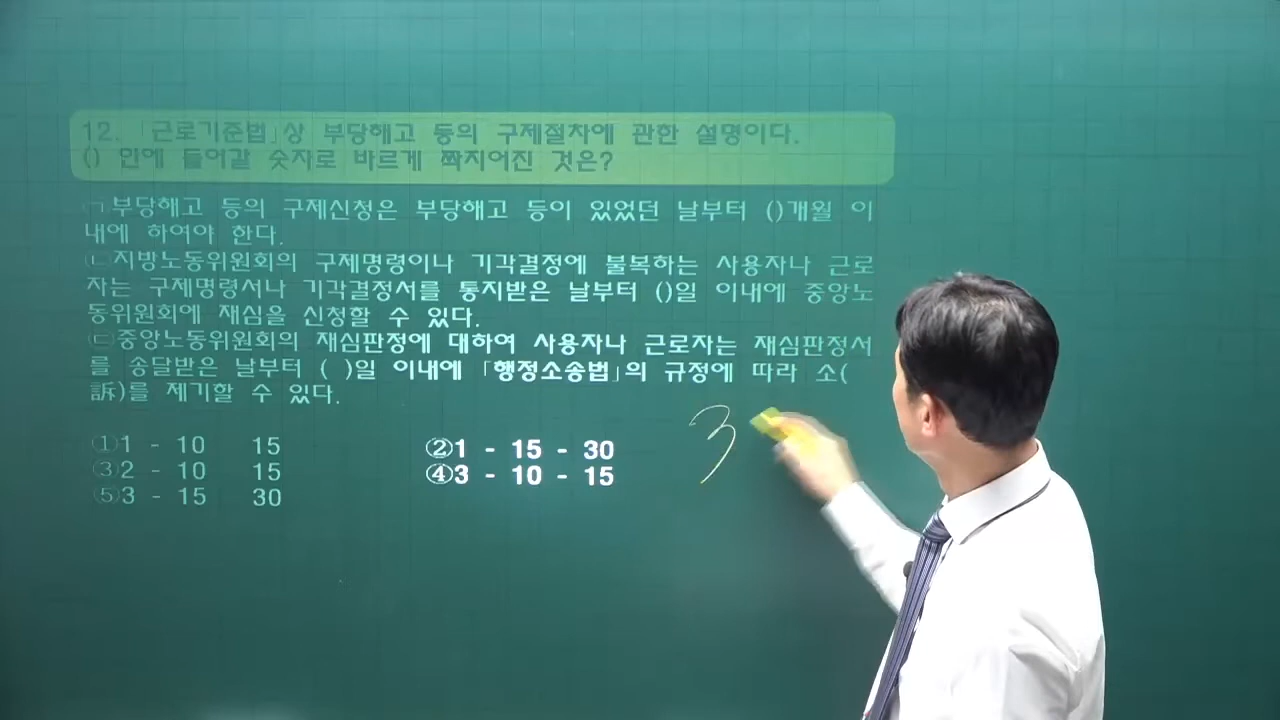 12. 「근로기준법」상 부당해고 등의 구제절차에 관한 설명이다.
() 안에 들어갈 숫자로 바르게 짝지어진 것은?
㉠부당해고 등의 구제신청은 부당해고 등이 있었던 날부터 ()개월 이
내에 하여야 한다.
㉡지방노동위원회의 구제명령이나 기각결정에 불복하는 사용자나 근로
자는 구제명령서나 기각결정서를 통지받은 날부터 ()일 이내에 중앙노
동위원회에 재심을 신청할 수 있다.
㉢중앙노동위원회의 재심판정에 대하여 사용자나 근로자는 재심판정서
를 송달받은 날부터 ( )일 이내에 「행정소송법」의 규정에 따라 소(
訴)를 제기할 수 있다.
①1 - 10 15 ②1 - 15 - 30
③2 - 10 15 ④3 - 10 - 15
⑤3 - 15 30
3